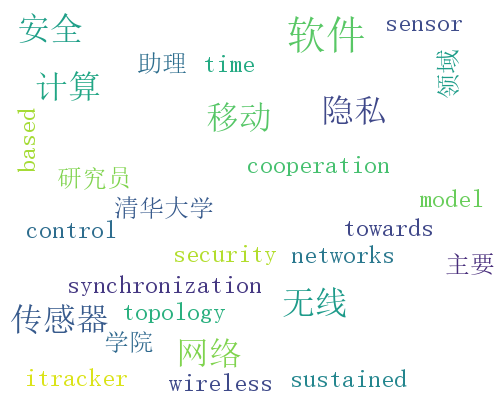 安全
软件
sensor
助理
time
领域
计算
移动
隐私
based
cooperation
研究员
model
清华大学
control
towards
security
networks
主要
synchronization
无线
传感器
topology
学院
网络
itracker
wireless
sustained